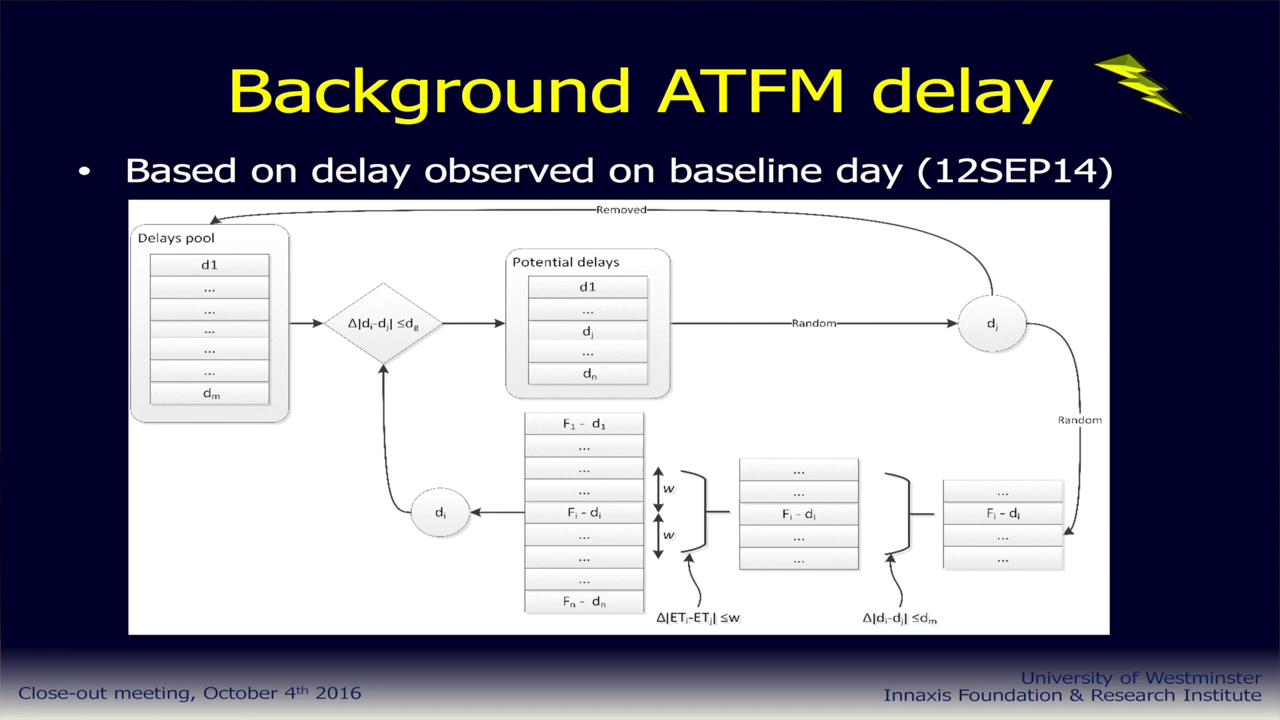 Background ATFM delay
• Based on delay observed on baseline day (12SEP14)
Removed
Delays pool
d1
...
...
...
...
...
dₘ
Δ|dᵢ-dⱼ| ≤d₉
Potential delays
d1
...
dⱼ
...
dₙ
Random
dⱼ
Random
F₁ - d₁
...
...
...
Fᵢ - dᵢ
...
...
...
Fₙ - dₙ
dᵢ
w
w
Δ|ETᵢ-ETⱼ| ≤w
...
...
Fᵢ - dᵢ
...
...
Δ|dᵢ-dⱼ| ≤dₘ
...
Fᵢ - dᵢ
...
...
Close-out meeting, October 4th 2016
University of Westminster
Innaxis Foundation & Research Institute